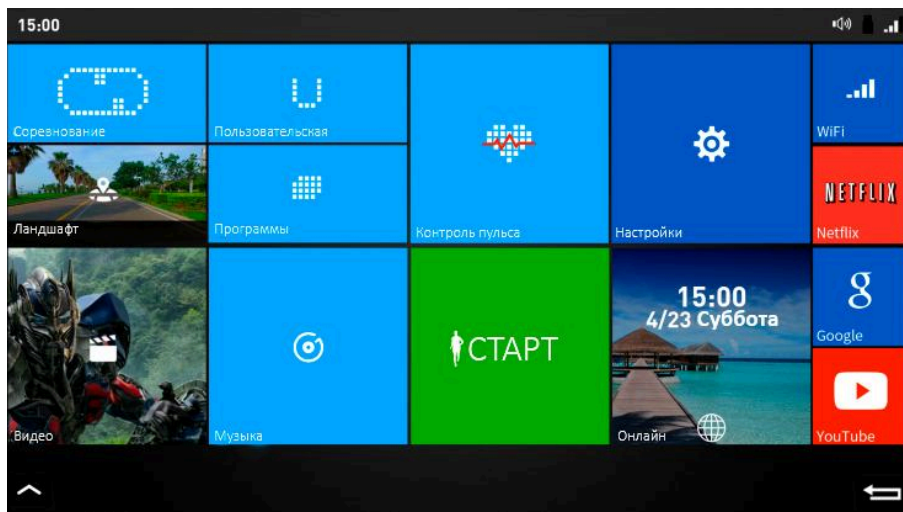 15:00
Соревнование
Пользовательская
WiFi
Ландшафт
Программы
Контроль пульса
Настройки
NETFLIX
Netflix
15:00
4/23 Суббота
g
Google
СТАРТ
Видео
Музыка
Онлайн
YouTube